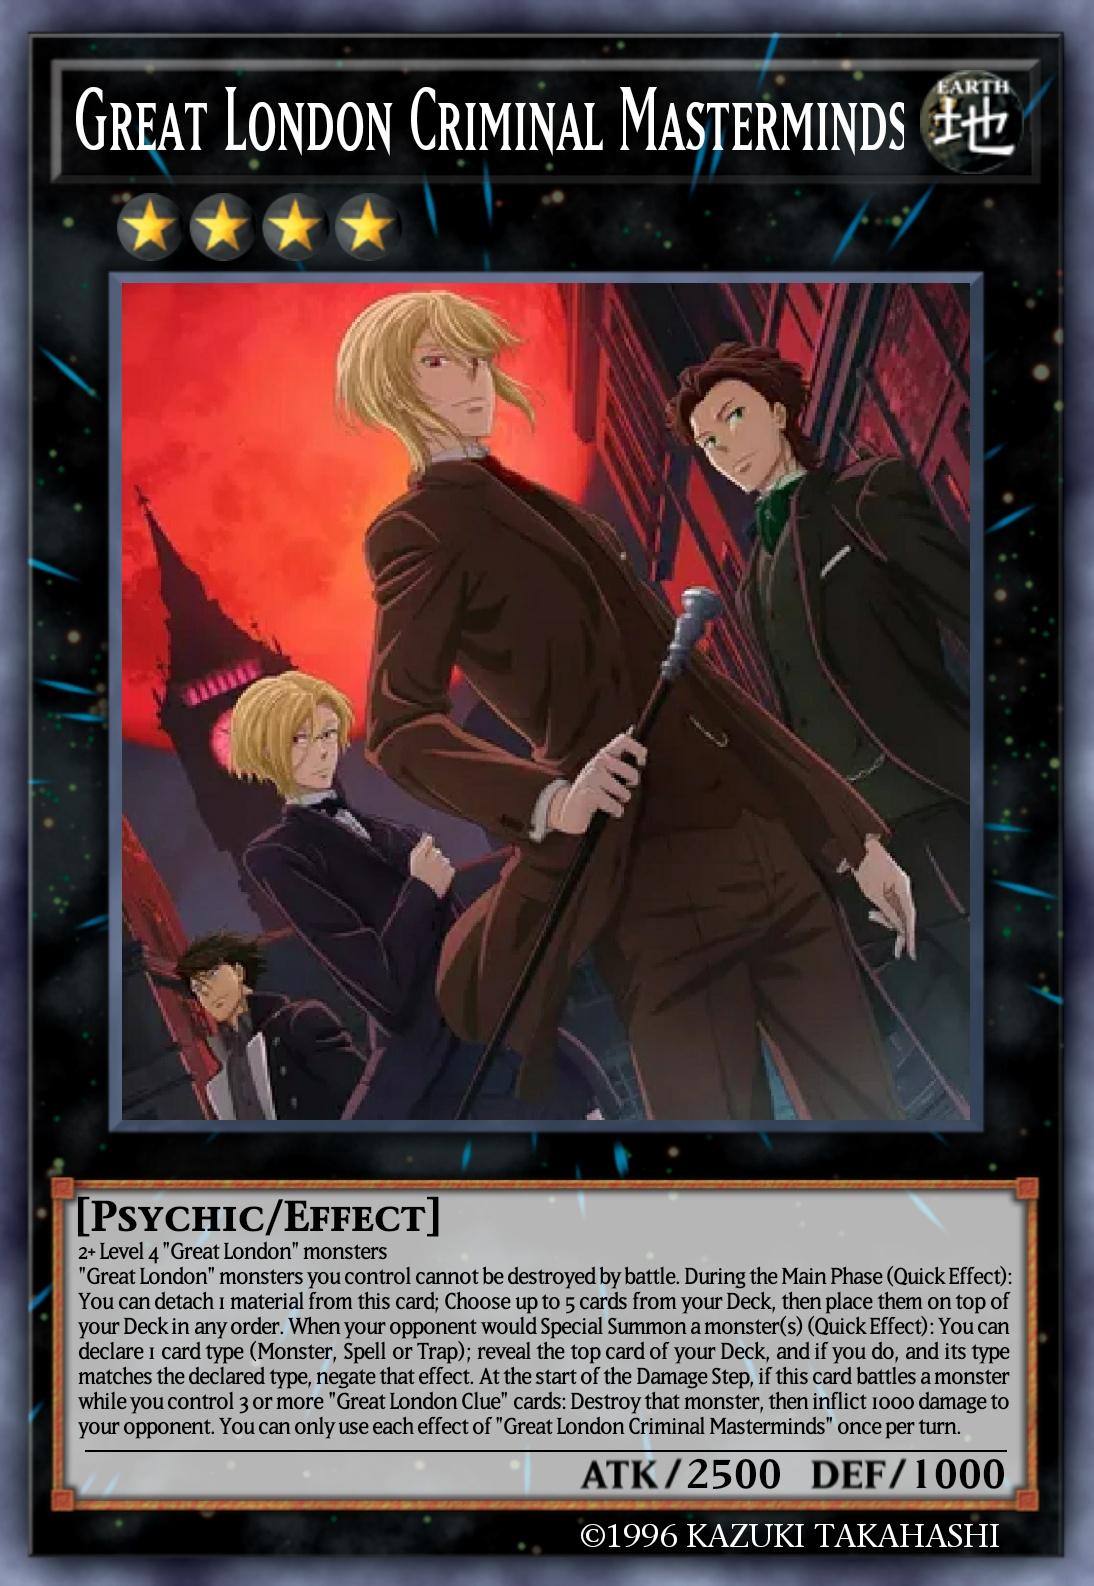 Great London Criminal Masterminds
EARTH
地
[Psychic/Effect]
2+ Level 4 "Great London" monsters
"Great London" monsters you control cannot be destroyed by battle. During the Main Phase (Quick Effect):
You can detach 1 material from this card; Choose up to 5 cards from your Deck, then place them on top of
your Deck in any order. When your opponent would Special Summon a monster(s) (Quick Effect): You can
declare 1 card type (Monster, Spell or Trap); reveal the top card of your Deck, and if you do, and its type
matches the declared type, negate that effect. At the start of the Damage Step, if this card battles a monster
while you control 3 or more "Great London Clue" cards: Destroy that monster, then inflict 1000 damage to
your opponent. You can only use each effect of "Great London Criminal Masterminds" once per turn.
ATK/2500 DEF/1000
©1996 KAZUKI TAKAHASHI